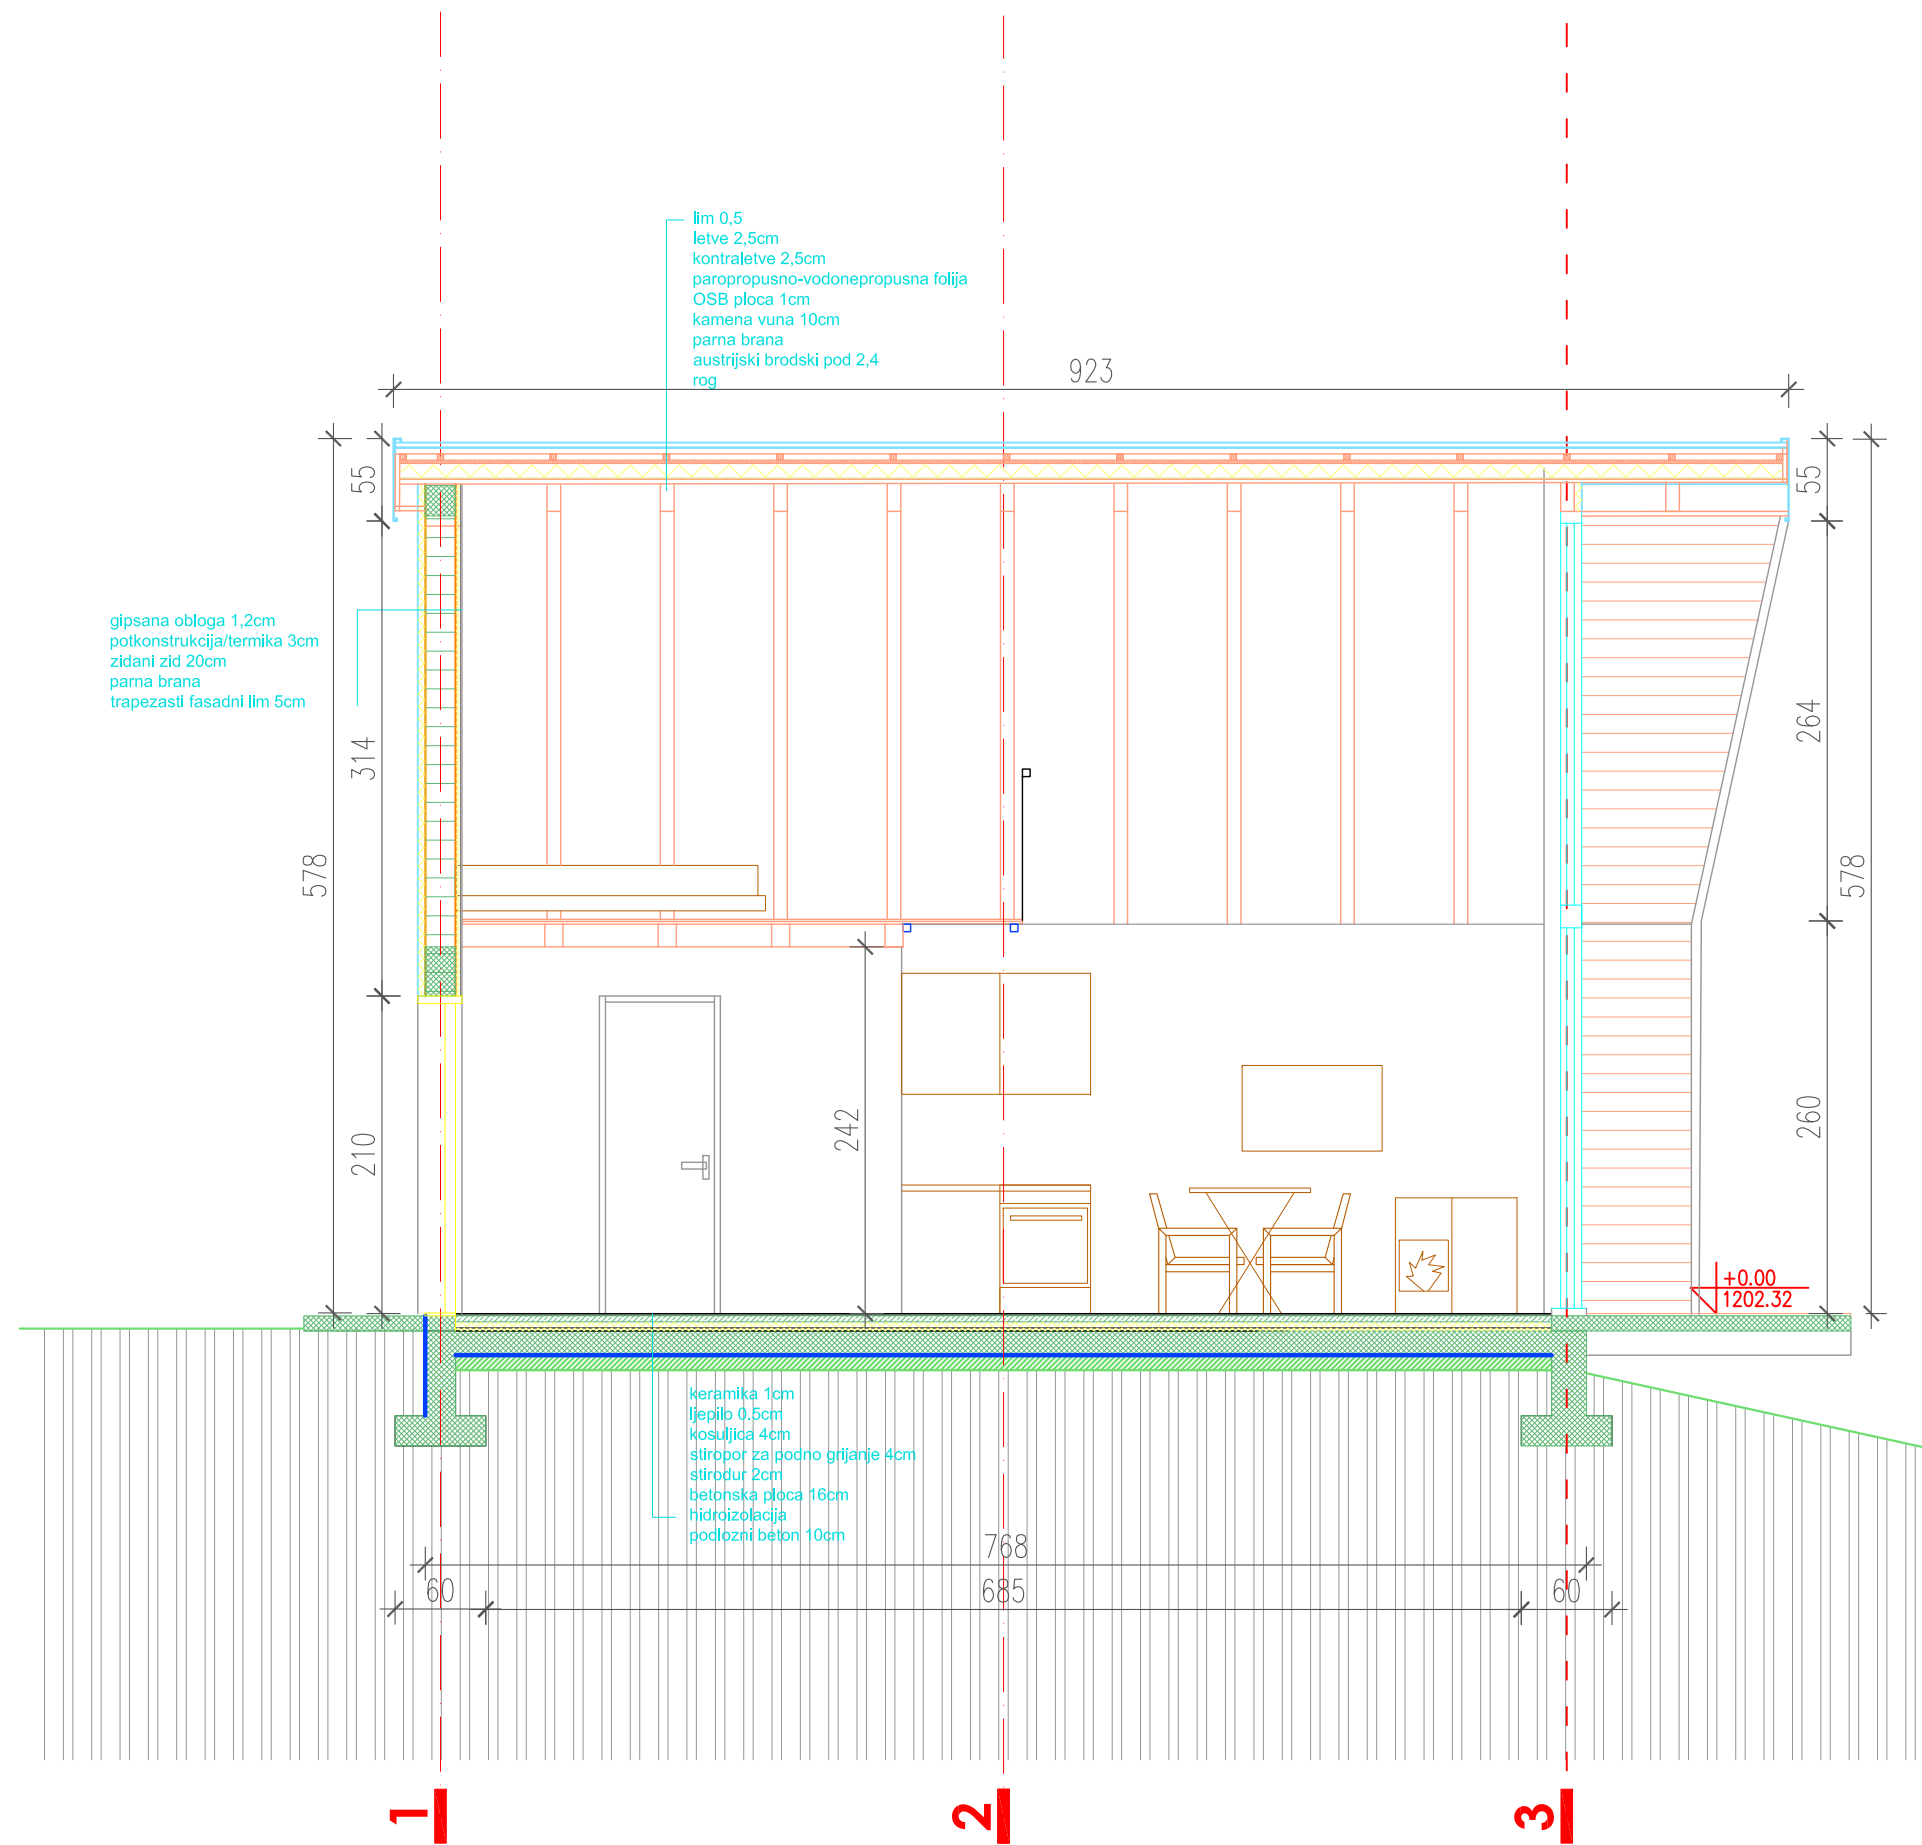 lim 0,5
letve 2,5cm
kontraletve 2,5cm
paropropusno-vodonepropusna folija
OSB ploca 1cm
kamena vuna 10cm
parna brana
austrijski brodski pod 2,4
rog
923
55
55
gipsana obloga 1,2cm
potkonstrukcija/termika 3cm
zidani zid 20cm
parna brana
trapezasti fasadni lim 5cm
314
264
578
578
210
242
260
+0.00
1202.32
keramika 1cm
ljepilo 0.5cm
kosuljica 4cm
stiropor za podno grijanje 4cm
stirodur 2cm
betonska ploca 16cm
hidroizolacija
podlozni beton 10cm
768
60
685
60
1
2
3